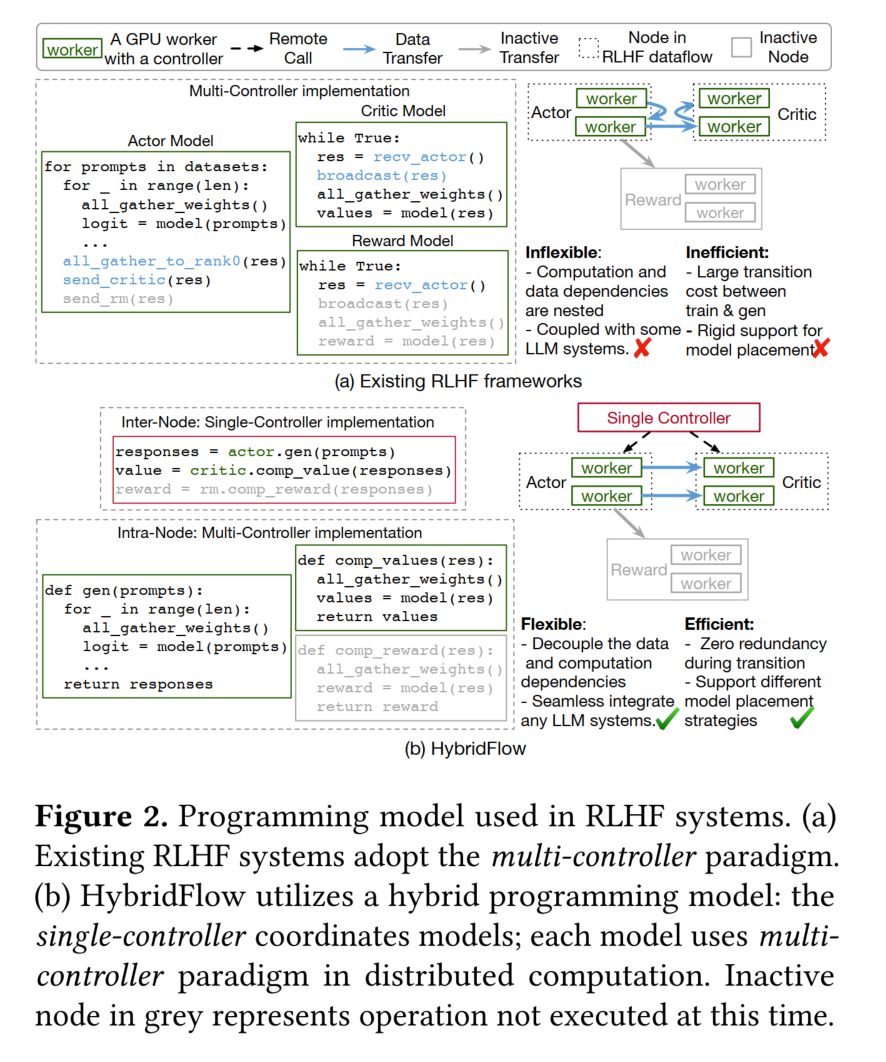 worker
A GPU worker
with a controller
Remote
Call
Data
Transfer
Inactive
Transfer
Node in
RLHF dataflow
Inactive
Node
Multi-Controller implementation
Actor Model
for prompts in datasets:
for _ in range(len):
all_gather_weights()
logit = model(prompts)
...
all_gather_to_rank0(res)
send_critic(res)
send_rm(res)
Critic Model
while True:
res = recv_actor()
broadcast(res)
all_gather_weights()
values = model(res)
Reward Model
while True:
res = recv_actor()
broadcast(res)
all_gather_weights()
reward = model(res)
Actor
worker
worker
worker
worker
Critic
Reward
worker
worker
Inflexible:
- Computation and
data dependencies
are nested
- Coupled with some
LLM systems.
Inefficient:
- Large transition
cost between
train & gen
- Rigid support for
model placement
(a) Existing RLHF frameworks
Inter-Node: Single-Controller implementation
responses = actor.gen(prompts)
value = critic.comp_value(responses)
reward = rm.comp_reward(responses)
Intra-Node: Multi-Controller implementation
def gen(prompts):
for _ in range(len):
all_gather_weights()
logit = model(prompts)
...
return responses
def comp_values(res):
all_gather_weights()
values = model(res)
return values
def comp_reward(res):
all_gather_weights()
reward = model(res)
return reward
Single Controller
Actor
worker
worker
worker
worker
Critic
Reward
worker
worker
Flexible:
- Decouple the data
and computation
dependencies
- Seamless integrate
any LLM systems.
Efficient:
- Zero redundancy
during transition
- Support different
model placement
strategies
(b) HybridFlow
Figure 2. Programming model used in RLHF systems. (a)
Existing RLHF systems adopt the multi-controller paradigm.
(b) HybridFlow utilizes a hybrid programming model: the
single-controller coordinates models; each model uses multi-
controller paradigm in distributed computation. Inactive
node in grey represents operation not executed at this time.